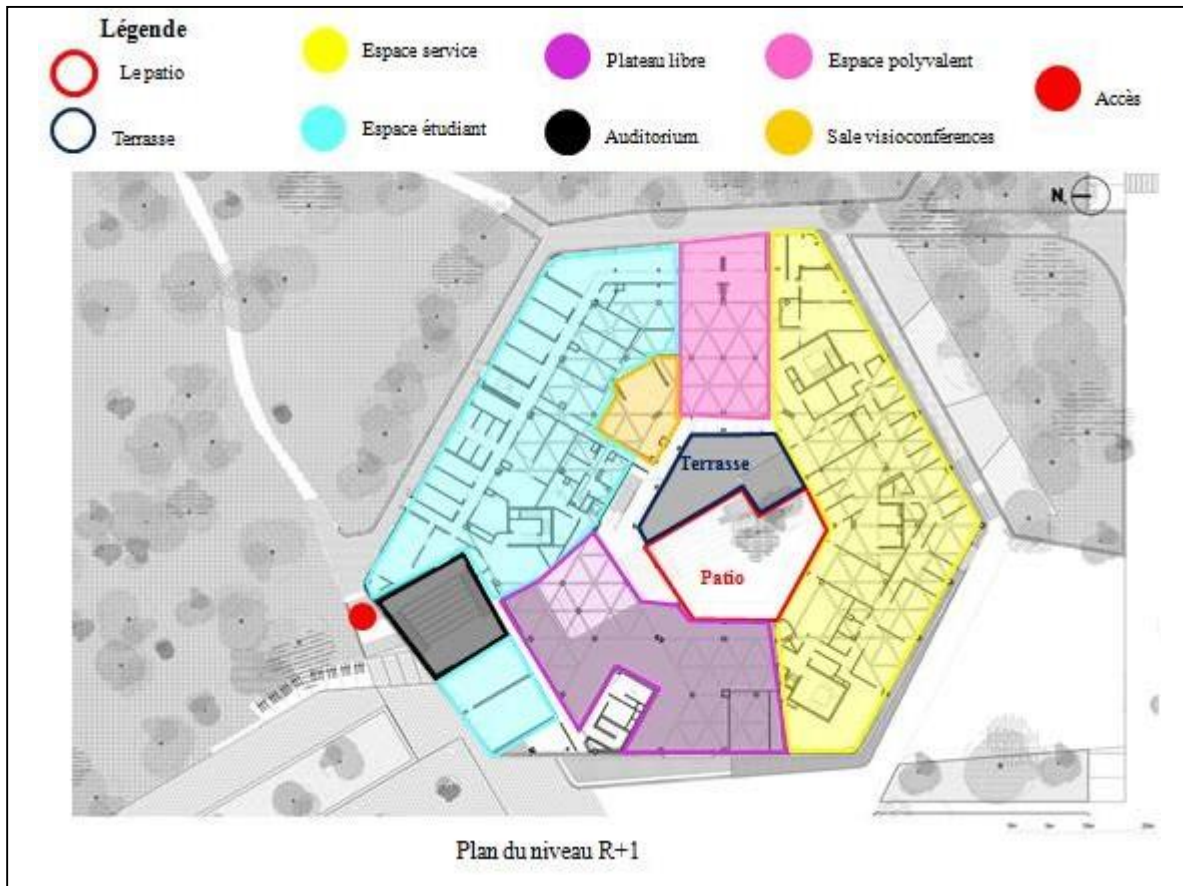 Légende
Le patio
Terrasse
Espace service
Espace étudiant
Plateau libre
Auditorium
Espace polyvalent
Sale visioconférences
Accès
N.
Terrasse
Patio
Plan du niveau R+1